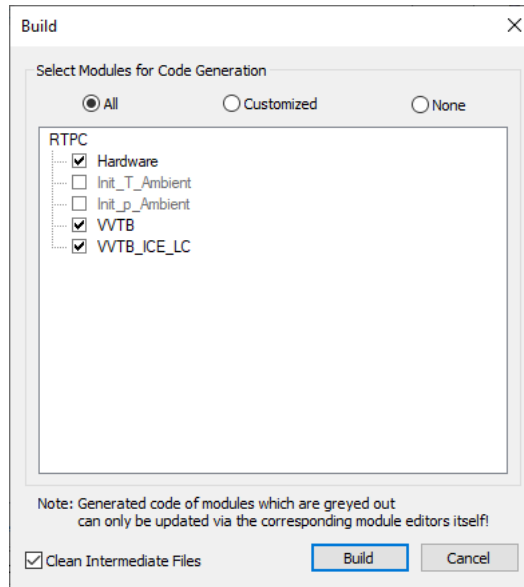 Build
Select Modules for Code Generation
All Customized None
RTPC
Hardware
Init_T_Ambient
Init_p_Ambient
VVTB
VVTB_ICE_LC
Note: Generated code of modules which are greyed out
can only be updated via the corresponding module editors itself!
Clean Intermediate Files Build Cancel